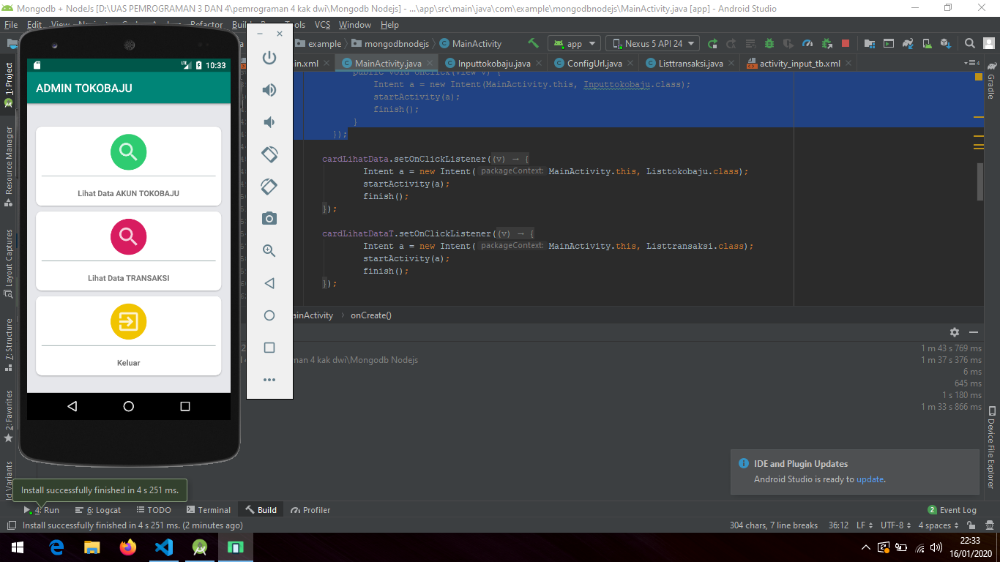 Mongodb + NodeJs [D:\UAS PEMROGRAMAN 3 DAN 4\pemrograman 4 kak dwi\Mongodb Nodejs] - ...\app\src\main\java\com\example\mongodbnodejs\MainActivity.java [app] - Android Studio
File Edit VCS Window Help
example mongodbnodejs MainActivity app Nexus 5 API 24
in.xml MainActivity.java Inputtokobaju.java ConfigUrl.java Listtransaksi.java activity_input_tb.xml
public void onClick(View v) {
Intent a = new Intent(MainActivity.this, Inputtokobaju.class);
startActivity(a);
finish();
}
});
cardLihatData.setOnClickListener((v) → {
Intent a = new Intent( packageContext: MainActivity.this, Listtokobaju.class);
startActivity(a);
finish();
});
cardLihatDataT.setOnClickListener((v) → {
Intent a = new Intent( packageContext: MainActivity.this, Listtransaksi.class);
startActivity(a);
finish();
});
ainActivity onCreate()
1: Project
Resource Manager
Layout Captures
7: Structure
2: Favorites
ld Variants
Gradle
Device File Explorer
10:33
ADMIN TOKOBAJU
Lihat Data AKUN TOKOBAJU
Lihat Data TRANSAKSI
Keluar
1 m 43 s 769 ms
man 4 kak dwi\Mongodb Nodejs 1 m 37 s 376 ms
6 ms
645 ms
1 s 180 ms
1 m 33 s 866 ms
IDE and Plugin Updates
Android Studio is ready to update.
Install successfully finished in 4 s 251 ms.
4: Run 6: Logcat TODO Terminal Build Profiler 2 Event Log
Install successfully finished in 4 s 251 ms. (2 minutes ago) 304 chars, 7 line breaks 36:12 LF UTF-8 4 spaces
22:33
16/01/2020